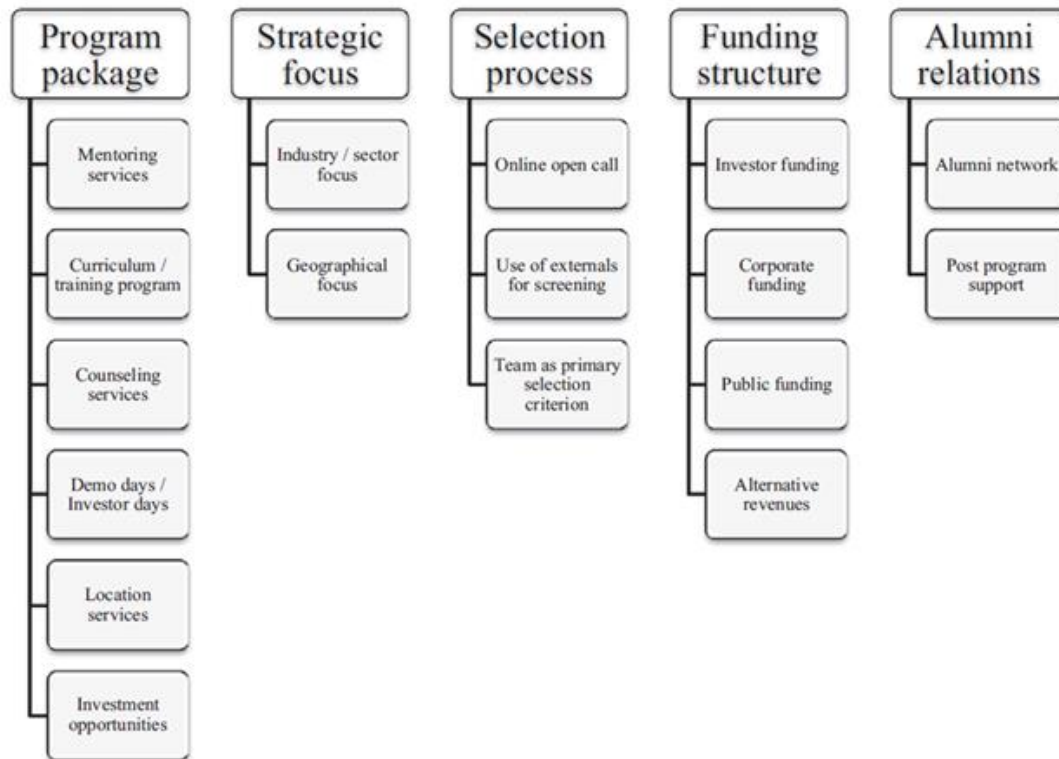 Program
package
Mentoring
services
Curriculum /
training program
Counseling
services
Demo days /
Investor days
Location
services
Investment
opportunities
Strategic
focus
Industry / sector
focus
Geographical
focus
Selection
process
Online open call
Use of externals
for screening
Team as primary
selection
criterion
Funding
structure
Investor funding
Corporate
funding
Public funding
Alternative
revenues
Alumni
relations
Alumni network
Post program
support